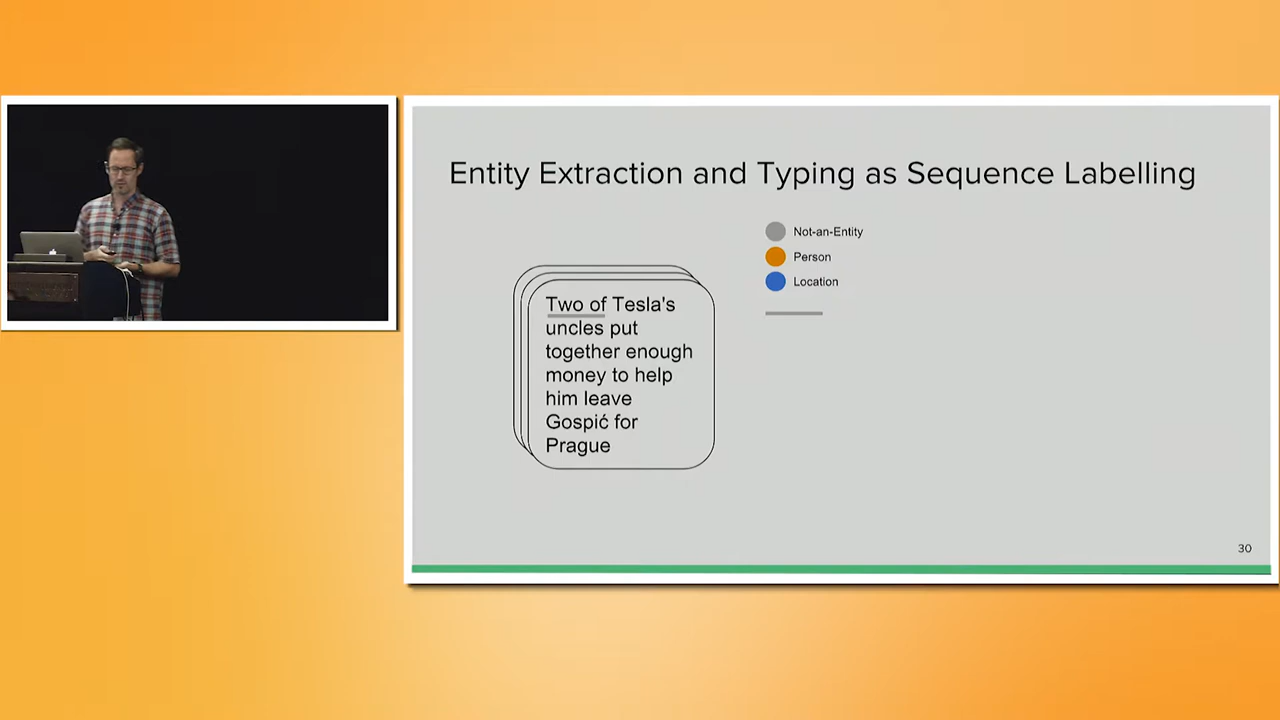 Entity Extraction and Typing as Sequence Labelling
Not-an-Entity
Person
Location
Two of Tesla's
uncles put
together enough
money to help
him leave
Gospić for
Prague
30